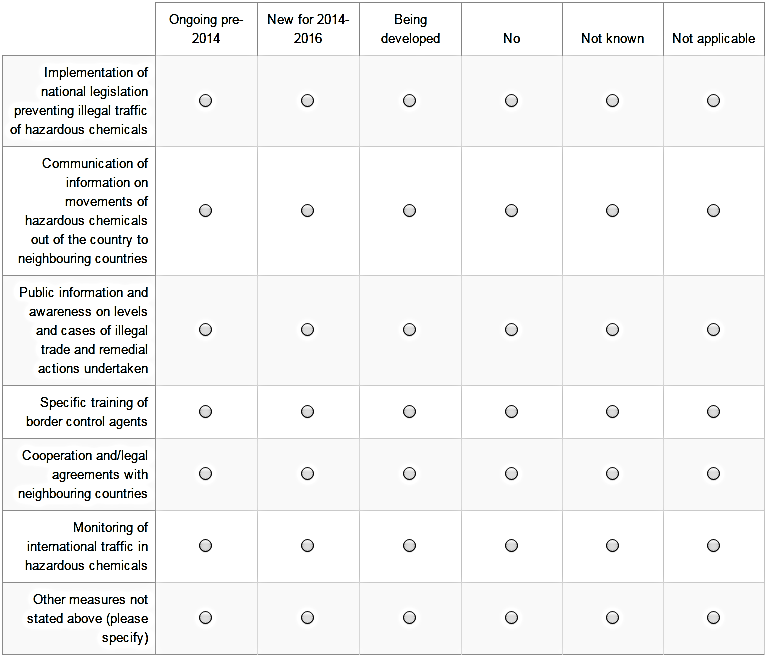 Ongoing pre-
2014
New for 2014-
2016
Being
developed
No
Not known
Not applicable
Implementation of
national legislation
preventing illegal traffic
of hazardous chemicals
Communication of
information on
movements of
hazardous chemicals
out of the country to
neighbouring countries
Public information and
awareness on levels
and cases of illegal
trade and remedial
actions undertaken
Specific training of
border control agents
Cooperation and/legal
agreements with
neighbouring countries
Monitoring of
international traffic in
hazardous chemicals
Other measures not
stated above (please
specify)